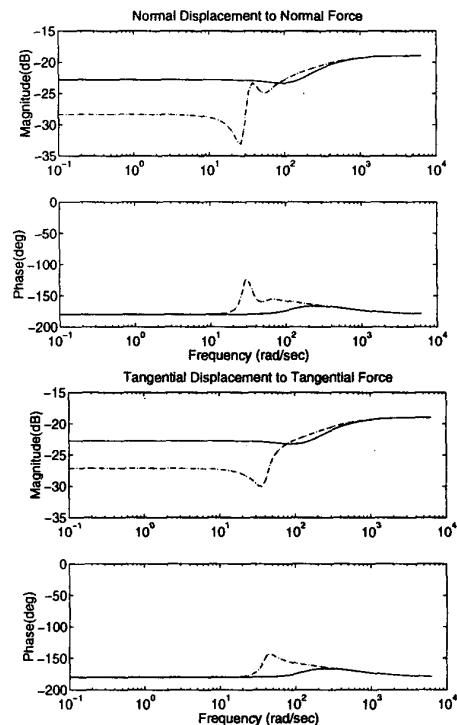 Normal Displacement to Normal Force
Magnitude(dB)
-15
-20
-25
-30
-35
10^-1 10^0 10^1 10^2 10^3 10^4
Phase(deg)
0
-50
-100
-150
-200
10^-1 10^0 10^1 10^2 10^3 10^4
Frequency (rad/sec)
Tangential Displacement to Tangential Force
Magnitude(dB)
-15
-20
-25
-30
-35
10^-1 10^0 10^1 10^2 10^3 10^4
Phase(deg)
0
-50
-100
-150
-200
10^-1 10^0 10^1 10^2 10^3 10^4
Frequency (rad/sec)